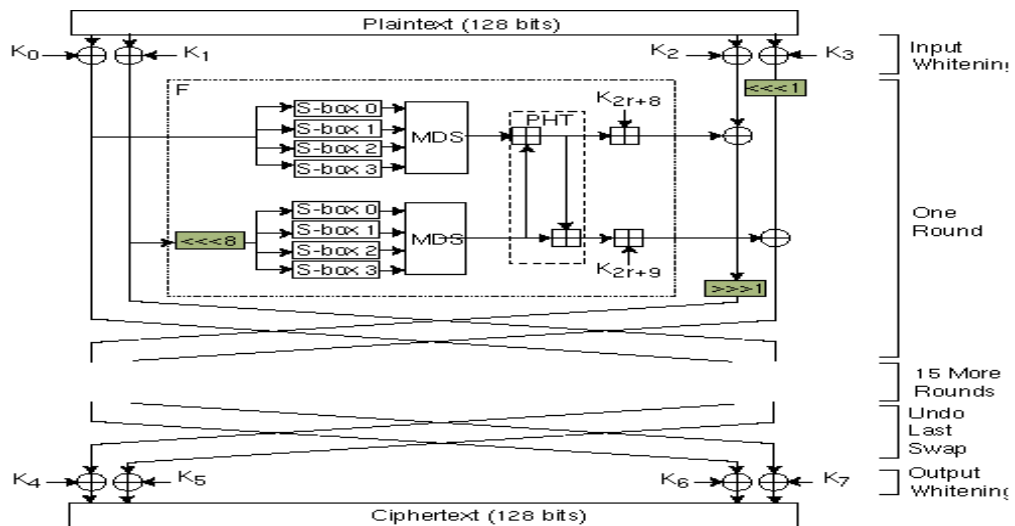 Plaintext (128 bits)
K0
K1
K2
K3
Input
Whitening
<<<1
F
S-box 0
S-box 1
S-box 2
S-box 3
MDS
PHT
K2r+8
One
Round
<<<8
S-box 0
S-box 1
S-box 2
S-box 3
MDS
K2r+9
>>>1
15 More
Rounds
Undo
Last
Swap
K4
K5
K6
K7
Output
Whitening
Ciphertext (128 bits)